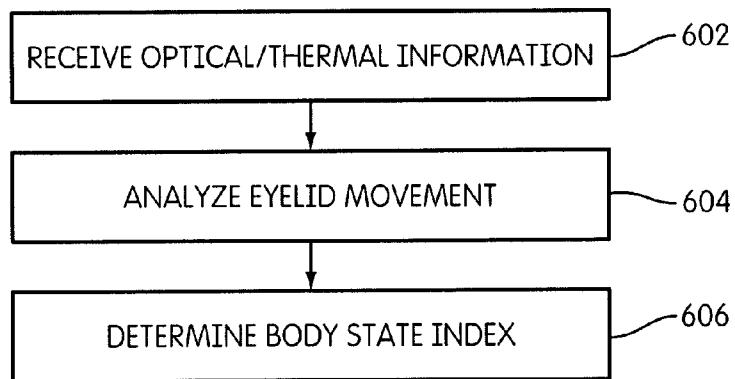 RECEIVE OPTICAL/THERMAL INFORMATION
602
ANALYZE EYELID MOVEMENT
604
DETERMINE BODY STATE INDEX
606